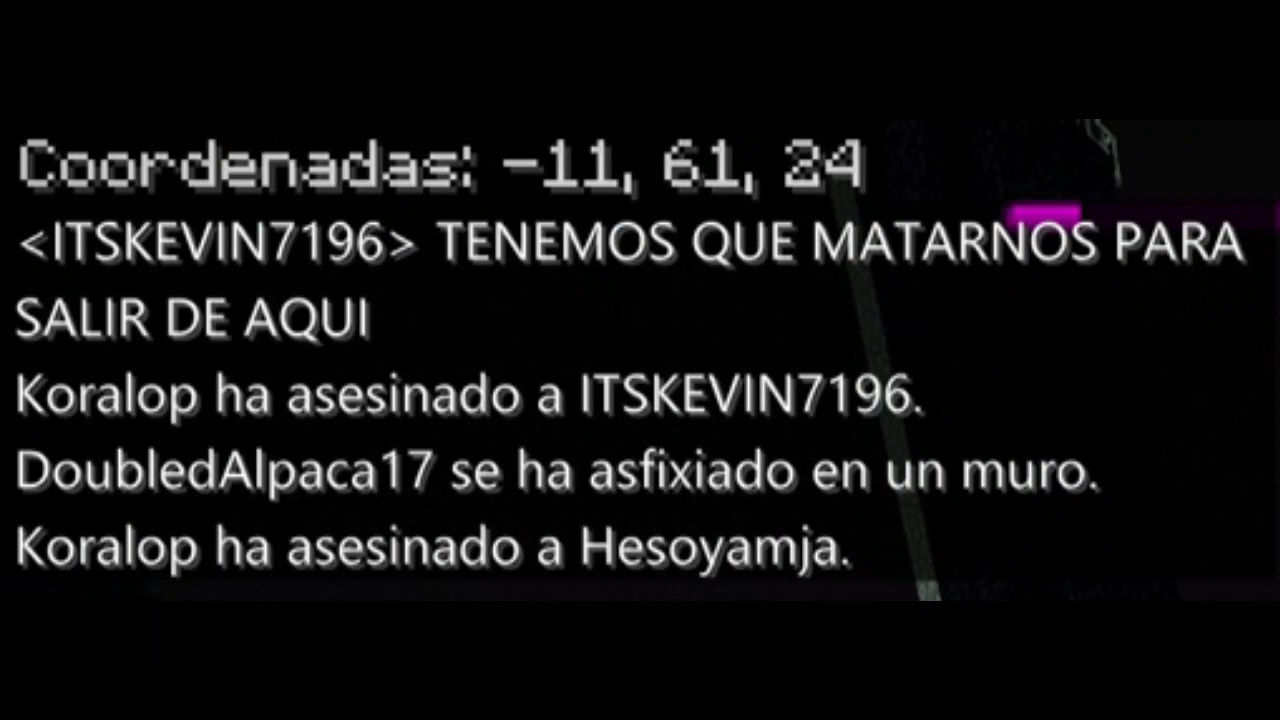 Coordenadas: -11, 61, 24
<ITSKEVIN7196> TENEMOS QUE MATARNOS PARA
SALIR DE AQUI
Koralop ha asesinado a ITSKEVIN7196.
DoubledAlpaca17 se ha asfixiado en un muro.
Koralop ha asesinado a Hesoyamja.